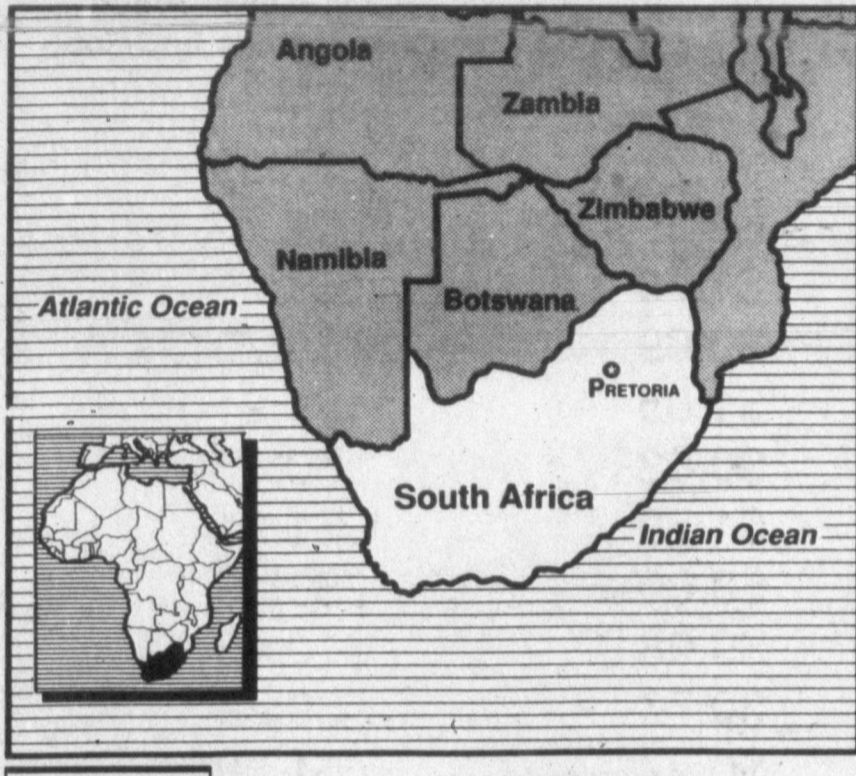 Angola
Zambia
Zimbabwe
Namibia
Atlantic Ocean
Botswana
PRETORIA
South Africa
Indian Ocean